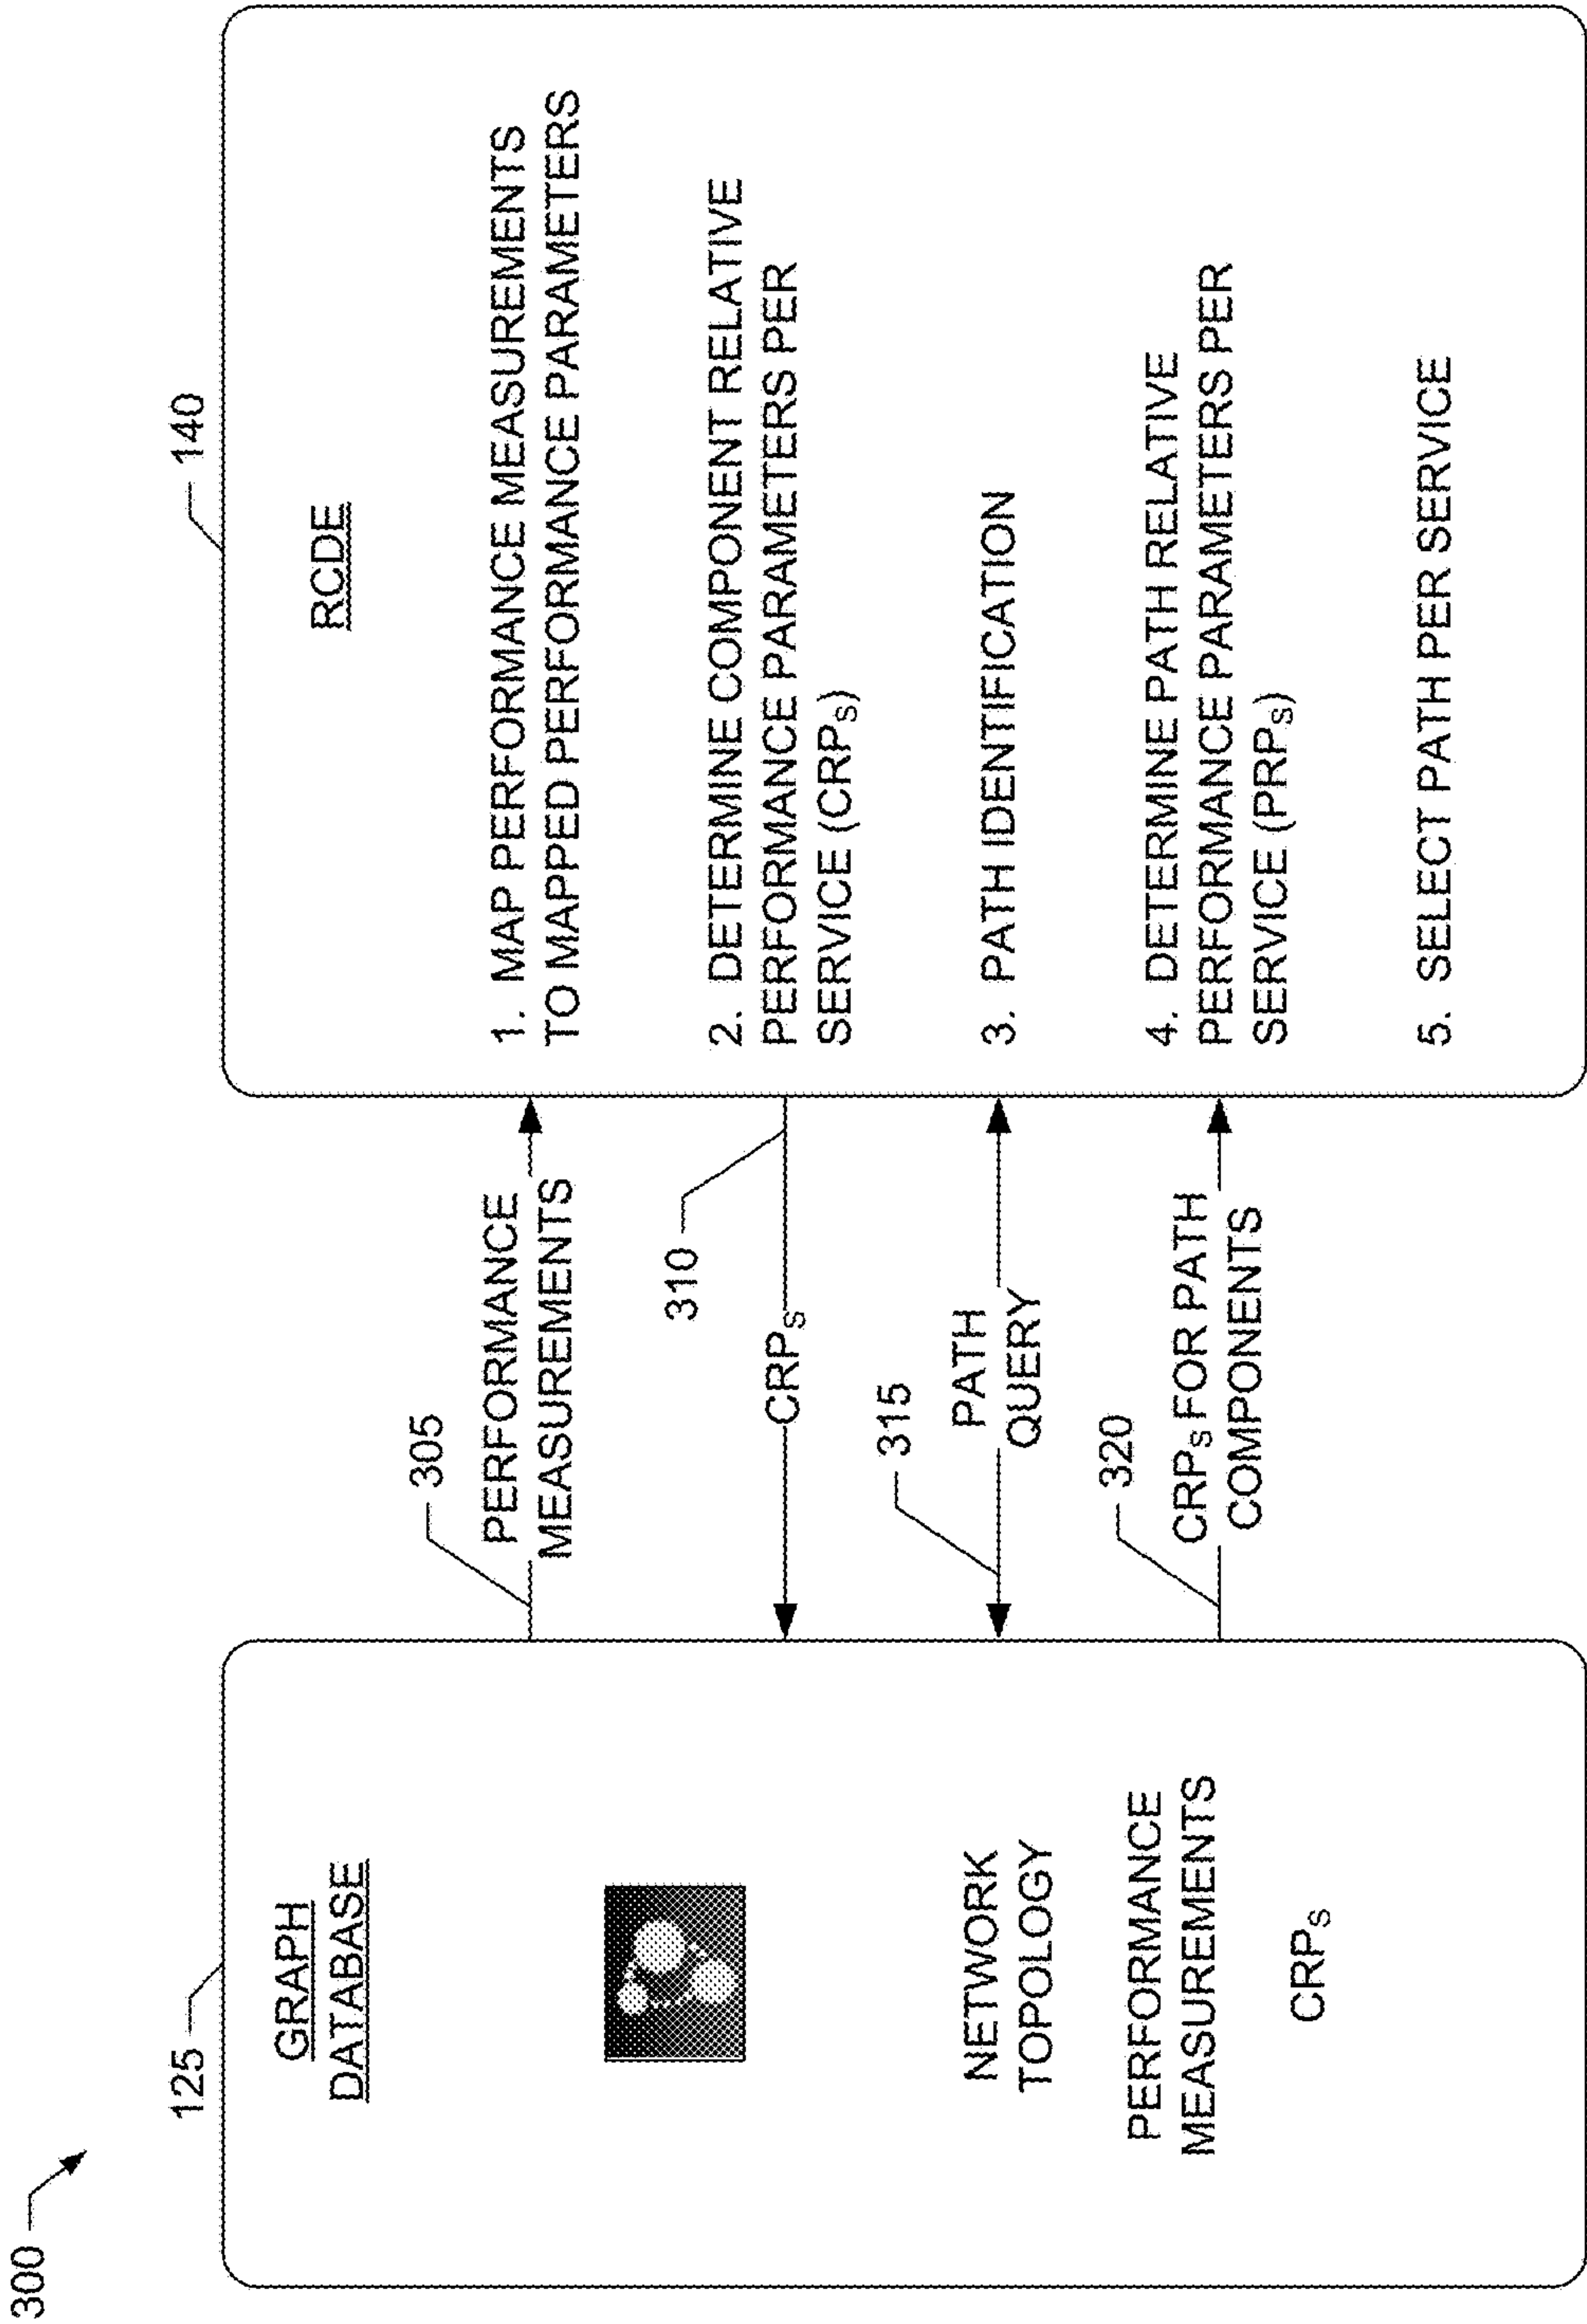 300
125
GRAPH
DATABASE
NETWORK
TOPOLOGY
PERFORMANCE
MEASUREMENTS
CRPS
305
PERFORMANCE
MEASUREMENTS
310
CRPS
315
PATH
QUERY
320
CRPS FOR PATH
COMPONENTS
140
RCDE
1. MAP PERFORMANCE MEASUREMENTS
TO MAPPED PERFORMANCE PARAMETERS
2. DETERMINE COMPONENT RELATIVE
PERFORMANCE PARAMETERS PER
SERVICE (CRPS)
3. PATH IDENTIFICATION
4. DETERMINE PATH RELATIVE
PERFORMANCE PARAMETERS PER
SERVICE (PRPS)
5. SELECT PATH PER SERVICE